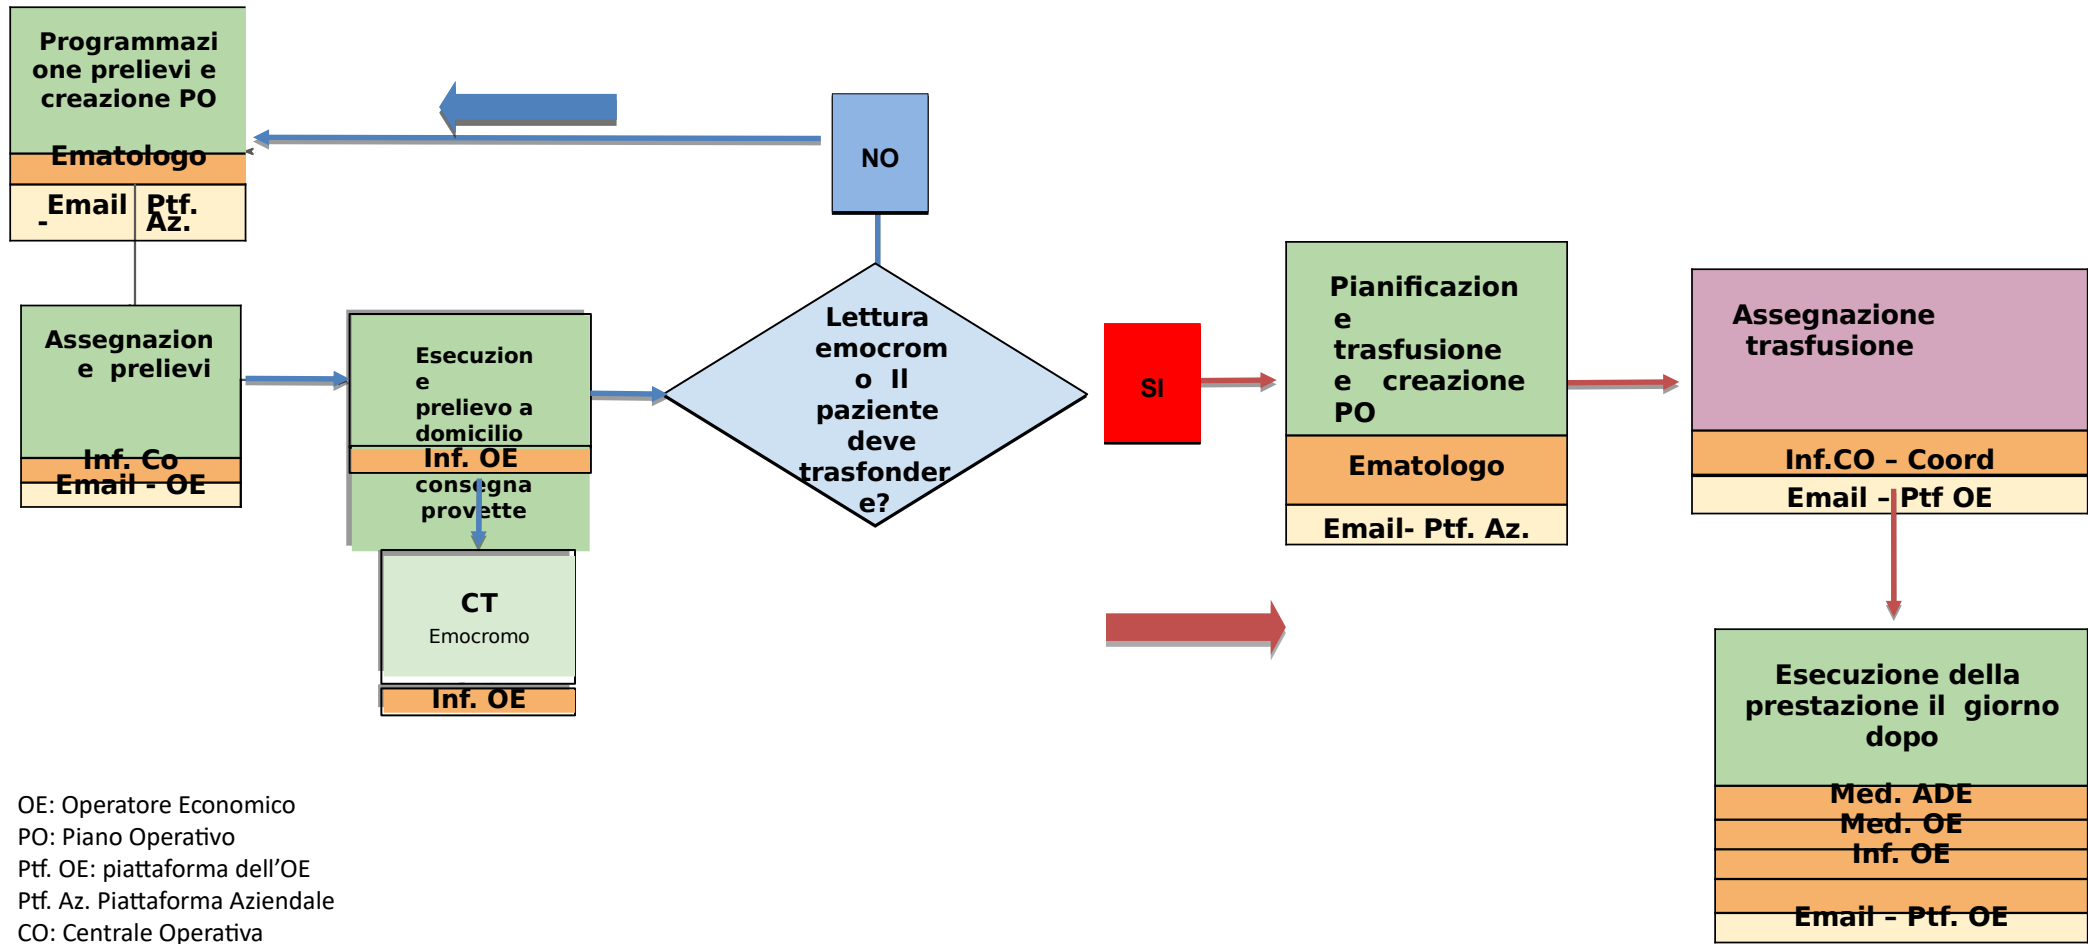 Programmazi
one prelievi e
creazione PO
Ematologo
Email Ptf.
- Az.
Assegnazion
e prelievi
Inf. Co
Email - OE
Esecuzion
e
prelievo a
domicilio
Inf. OE
consegna
provette
CT
Emocromo
Inf. OE
NO
Lettura
emocrom
o Il
paziente
deve
trasfonder
e?
SI
Pianificazion
e
trasfusione
e creazione
PO
Ematologo
Email- Ptf. Az.
Assegnazione
trasfusione
Inf.CO – Coord
Email – Ptf OE
Esecuzione della
prestazione il giorno
dopo
Med. ADE
Med. OE
Inf. OE
Email – Ptf. OE
OE: Operatore Economico
PO: Piano Operativo
Ptf. OE: piattaforma dell’OE
Ptf. Az. Piattaforma Aziendale
CO: Centrale Operativa